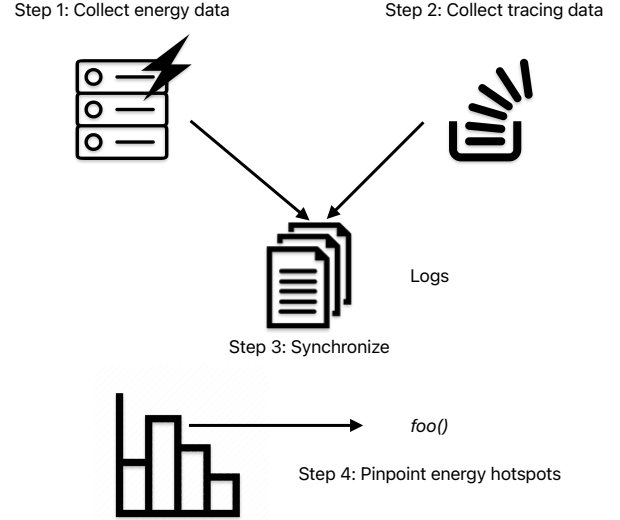 Step 1: Collect energy data
Step 2: Collect tracing data
Logs
Step 3: Synchronize
foo()
Step 4: Pinpoint energy hotspots